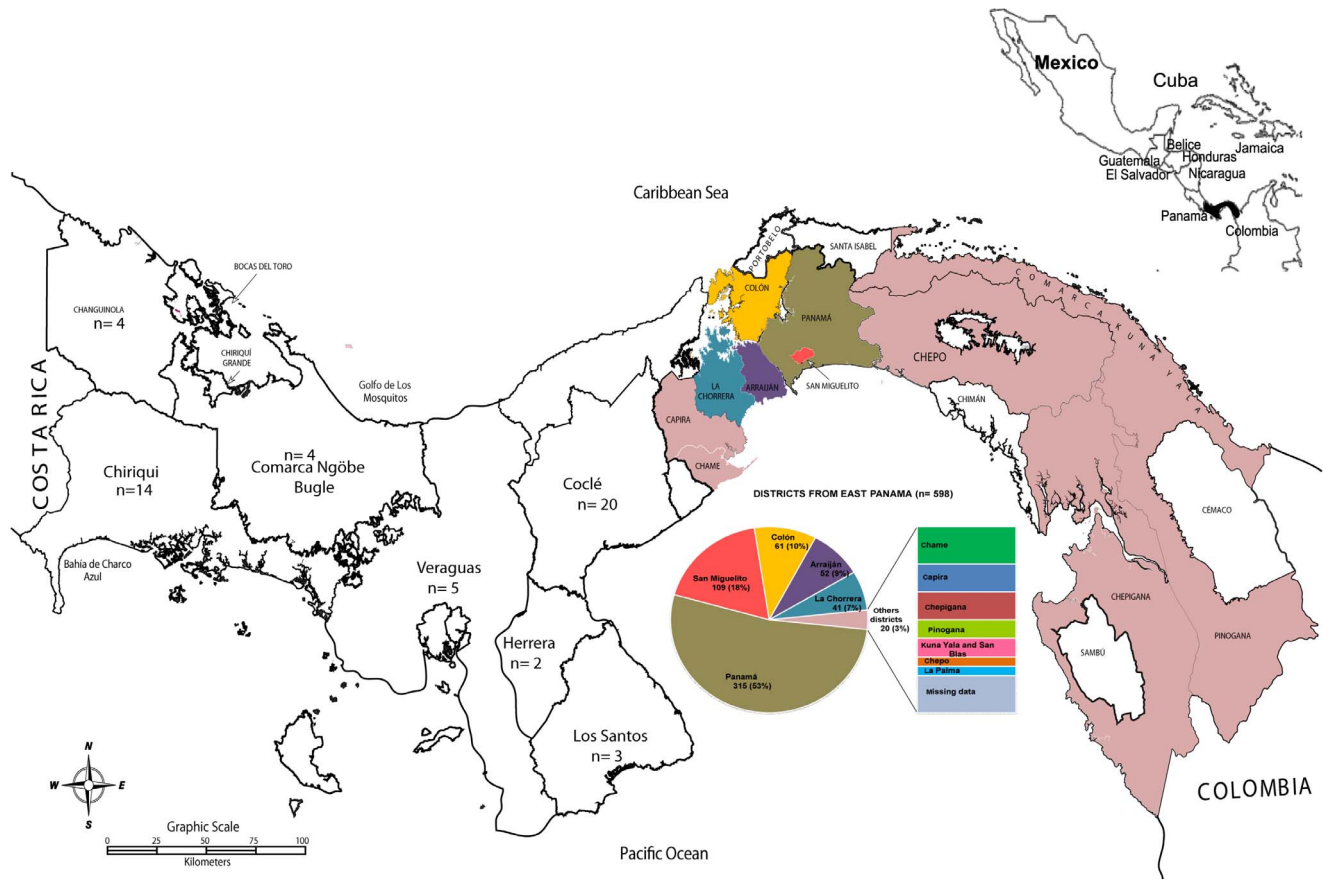 Mexico
Cuba
Belice
Jamaica
Guatemala
Honduras
El Salvador
Nicaragua
Panama
Colombia
Caribbean Sea
PORTOBELO
SANTA ISABEL
BOCAS DEL TORO
CHANGUINOLA
n= 4
COLÓN
PANAMÁ
COMARCA KUNA YALA
CHIRIQUÍ
GRANDE
CHEPO
COSTARICA
Golfo de Los
Mosquitos
LA
CHORRERA
ARRAIJÁN
SAN MIGUELITO
CHIMÁN
CAPIRA
CHAME
Chiriqui
n=14
n= 4
Comarca Ngöbe
Bugle
Coclé
n= 20
DISTRICTS FROM EAST PANAMA (n= 598)
CÉMACO
Bahía de Charco
Azul
Veraguas
n= 5
Colón
61 (10%)
Arraiján
52 (9%)
San Miguelito
109 (18%)
La Chorrera
41 (7%)
Others
districts
20 (3%)
Panamá
315 (53%)
Chame
Capira
Chepigana
Pinogana
Kuna Yala and San
Blas
Chepo
La Palma
Missing data
CHEPIGANA
PINOGANA
SAMBÚ
Herrera
n= 2
Los Santos
n= 3
COLOMBIA
N
W
E
S
Graphic Scale
0 25 50 75 100
Kilometers
Pacific Ocean